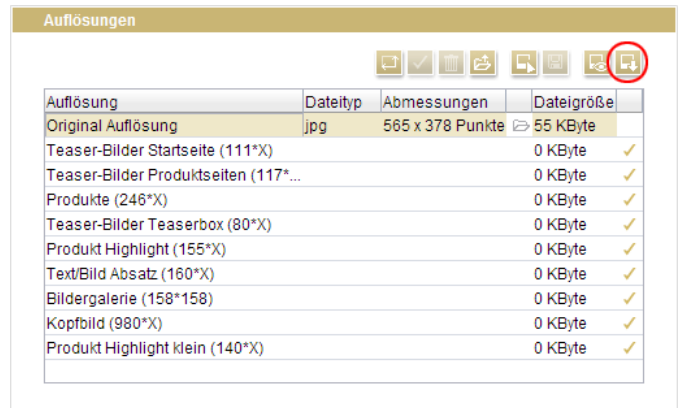 Auflösungen
Auflösung Dateityp Abmessungen Dateigröße
Original Auflösung jpg 565 x 378 Punkte 55 KByte
Teaser-Bilder Startseite (111*X) 0 KByte
Teaser-Bilder Produktseiten (117*... 0 KByte
Produkte (246*X) 0 KByte
Teaser-Bilder Teaserbox (80*X) 0 KByte
Produkt Highlight (155*X) 0 KByte
Text/Bild Absatz (160*X) 0 KByte
Bildergalerie (158*158) 0 KByte
Kopfbild (980*X) 0 KByte
Produkt Highlight klein (140*X) 0 KByte